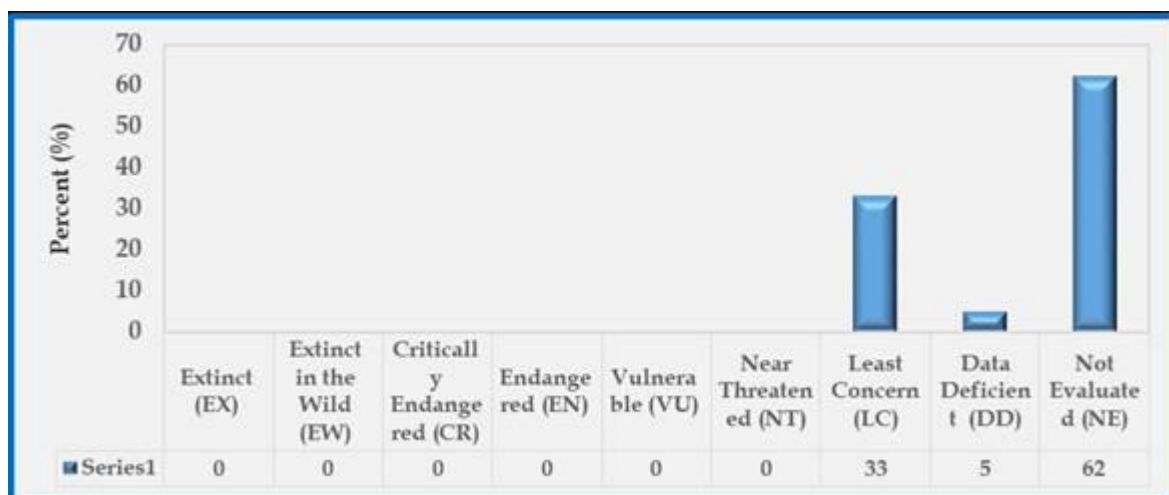 70
60
50
40
30
20
10
0
Percent (%)
Extinct
(EX)
Extinct
in the
Wild
(EW)
Criticall
y
Endange
red (CR)
Endange
red (EN)
Vulnera
ble (VU)
Near
Threaten
ed (NT)
Least
Concern
(LC)
Data
Deficien
t (DD)
Not
Evaluate
d (NE)
Series1 0 0 0 0 0 0 33 5 62